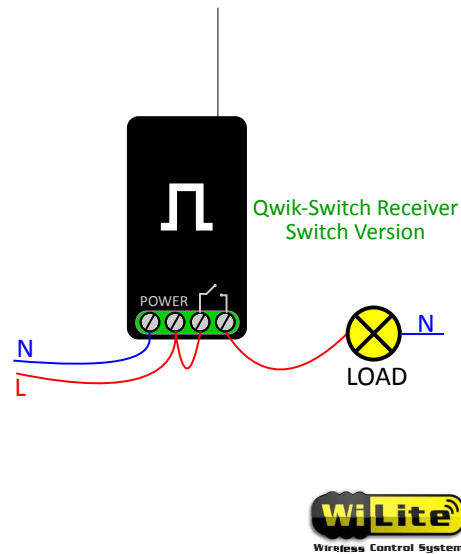 Qwik-Switch Receiver
Switch Version
POWER
N
L
N
LOAD
WiLite
Wireless Control System